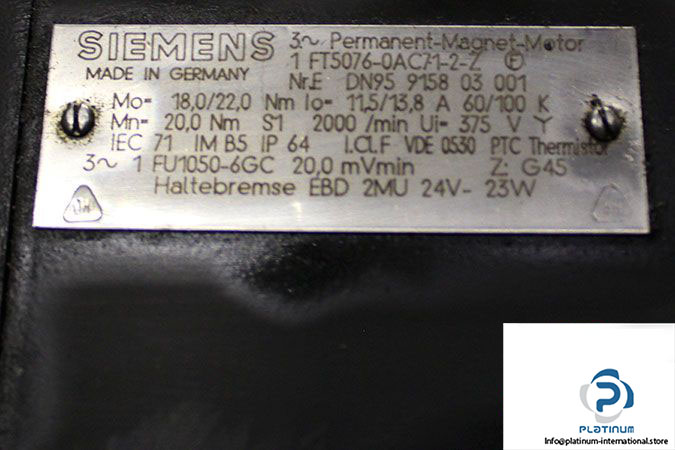 SIEMENS 3~ Permanent-Magnet-Motor
1 FT5076-0AC71-2-Z F
MADE IN GERMANY Nr.E DN95 9158 03 001
Mo= 18,0/22,0 Nm Io= 11,5/13,8 A 60/100 K
Mn= 20,0 Nm S1 2000 /min Ui= 375 V Y
IEC 71 IM B5 IP 64 I.Cl.F VDE 0530 PTC Thermistor
3~ 1 FU1050-6GC 20,0 mVmin Z: G45
Haltebremse EBD 2MU 24V- 23W
PLATINUM
Info@platinum-international.store